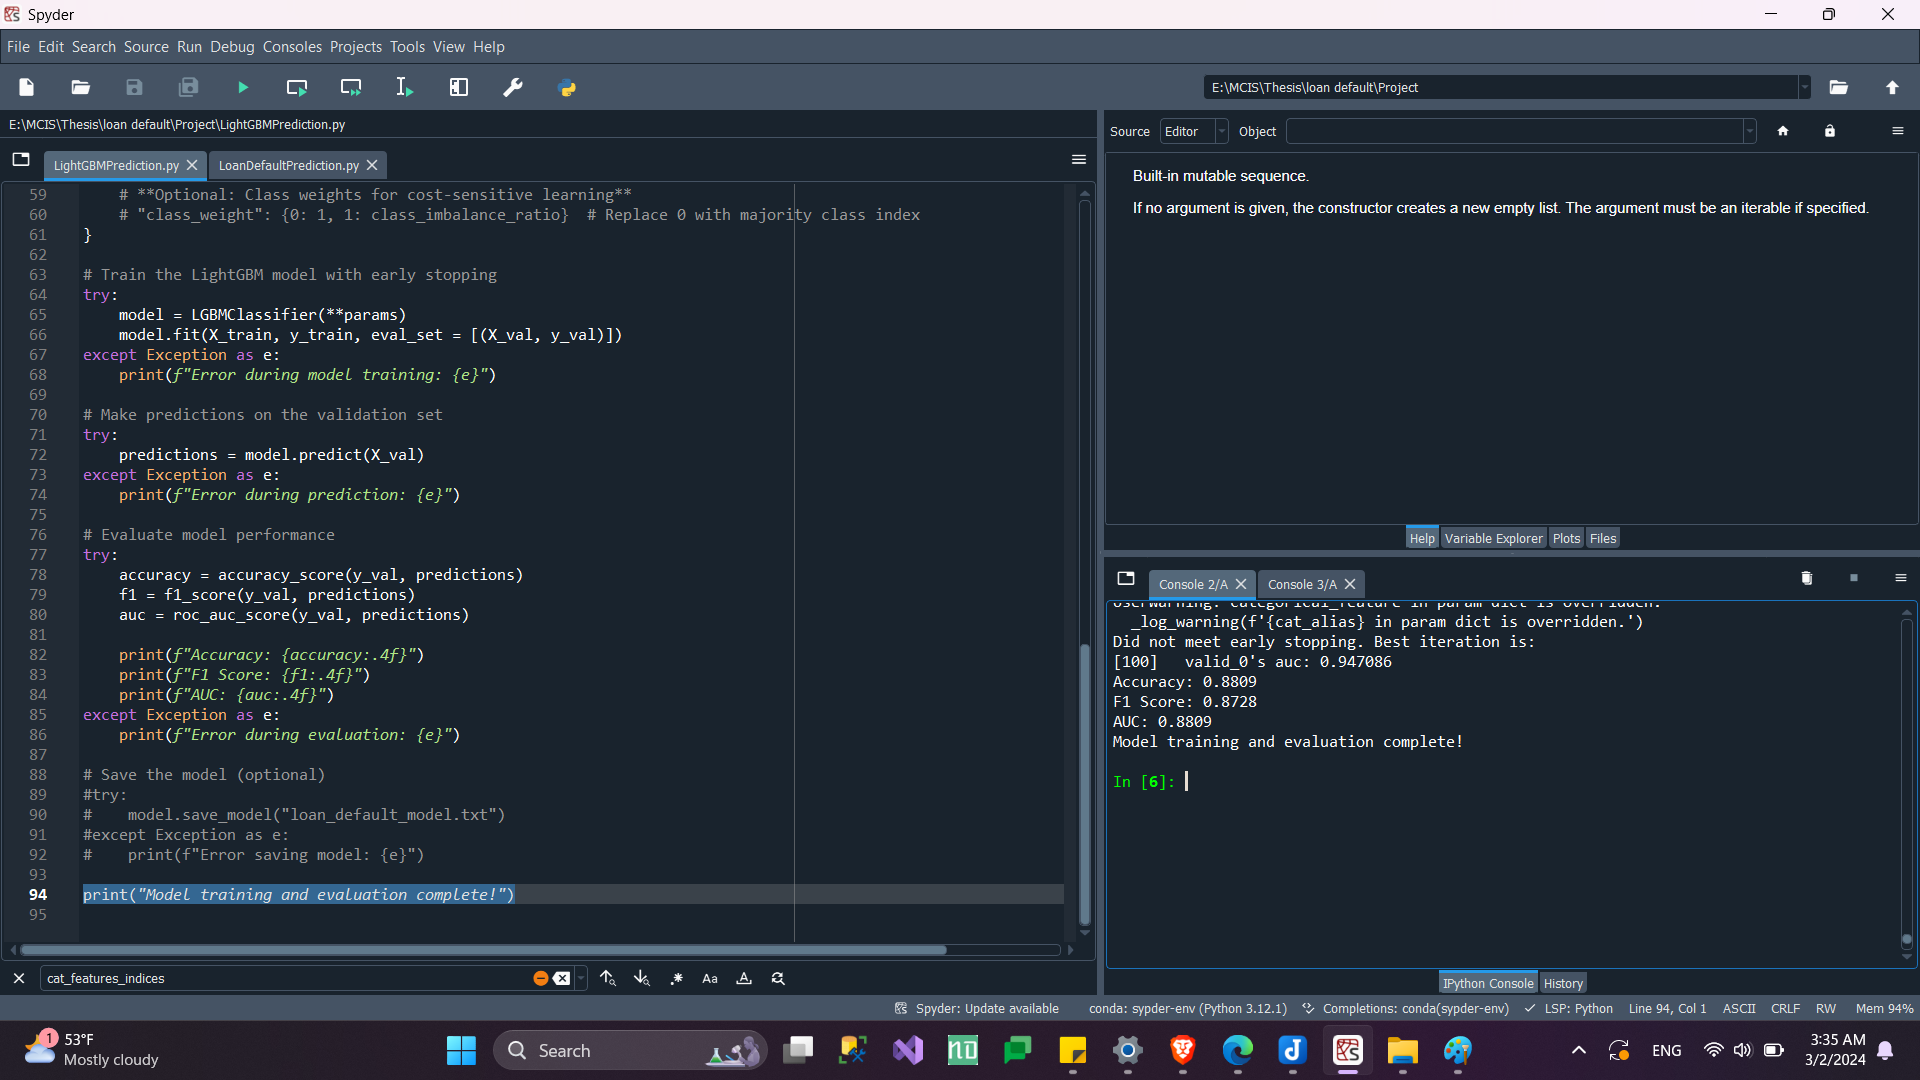 Spyder
File Edit Search Source Run Debug Consoles Projects Tools View Help
E:\MCIS\Thesis\loan default\Project
E:\MCIS\Thesis\loan default\Project\LightGBMPrediction.py
LightGBMPrediction.py
LoanDefaultPrediction.py
59 # **Optional: Class weights for cost-sensitive learning**
60 # "class_weight": {0: 1, 1: class_imbalance_ratio}  # Replace 0 with majority class index
61 }
62
63 # Train the LightGBM model with early stopping
64 try:
65 model = LGBMClassifier(**params)
66 model.fit(X_train, y_train, eval_set = [(X_val, y_val)])
67 except Exception as e:
68 print(f"Error during model training: {e}")
69
70 # Make predictions on the validation set
71 try:
72 predictions = model.predict(X_val)
73 except Exception as e:
74 print(f"Error during prediction: {e}")
75
76 # Evaluate model performance
77 try:
78 accuracy = accuracy_score(y_val, predictions)
79 f1 = f1_score(y_val, predictions)
80 auc = roc_auc_score(y_val, predictions)
81
82 print(f"Accuracy: {accuracy:.4f}")
83 print(f"F1 Score: {f1:.4f}")
84 print(f"AUC: {auc:.4f}")
85 except Exception as e:
86 print(f"Error during evaluation: {e}")
87
88 # Save the model (optional)
89 #try:
90 #    model.save_model("loan_default_model.txt")
91 #except Exception as e:
92 #    print(f"Error saving model: {e}")
93
94 print("Model training and evaluation complete!")
95
cat_features_indices
Aa
Source Editor Object
Built-in mutable sequence.
If no argument is given, the constructor creates a new empty list. The argument must be an iterable if specified.
Help Variable Explorer Plots Files
Console 2/A
Console 3/A
UserWarning: categorical_feature in param dict is overridden.
_log_warning(f'{cat_alias} in param dict is overridden.')
Did not meet early stopping. Best iteration is:
[100]   valid_0's auc: 0.947086
Accuracy: 0.8809
F1 Score: 0.8728
AUC: 0.8809
Model training and evaluation complete!
In [6]:
IPython Console History
Spyder: Update available conda: sypder-env (Python 3.12.1) Completions: conda(sypder-env) LSP: Python Line 94, Col 1 ASCII CRLF RW Mem 94%
1
53°F
Mostly cloudy
Search
ENG
3:35 AM
3/2/2024